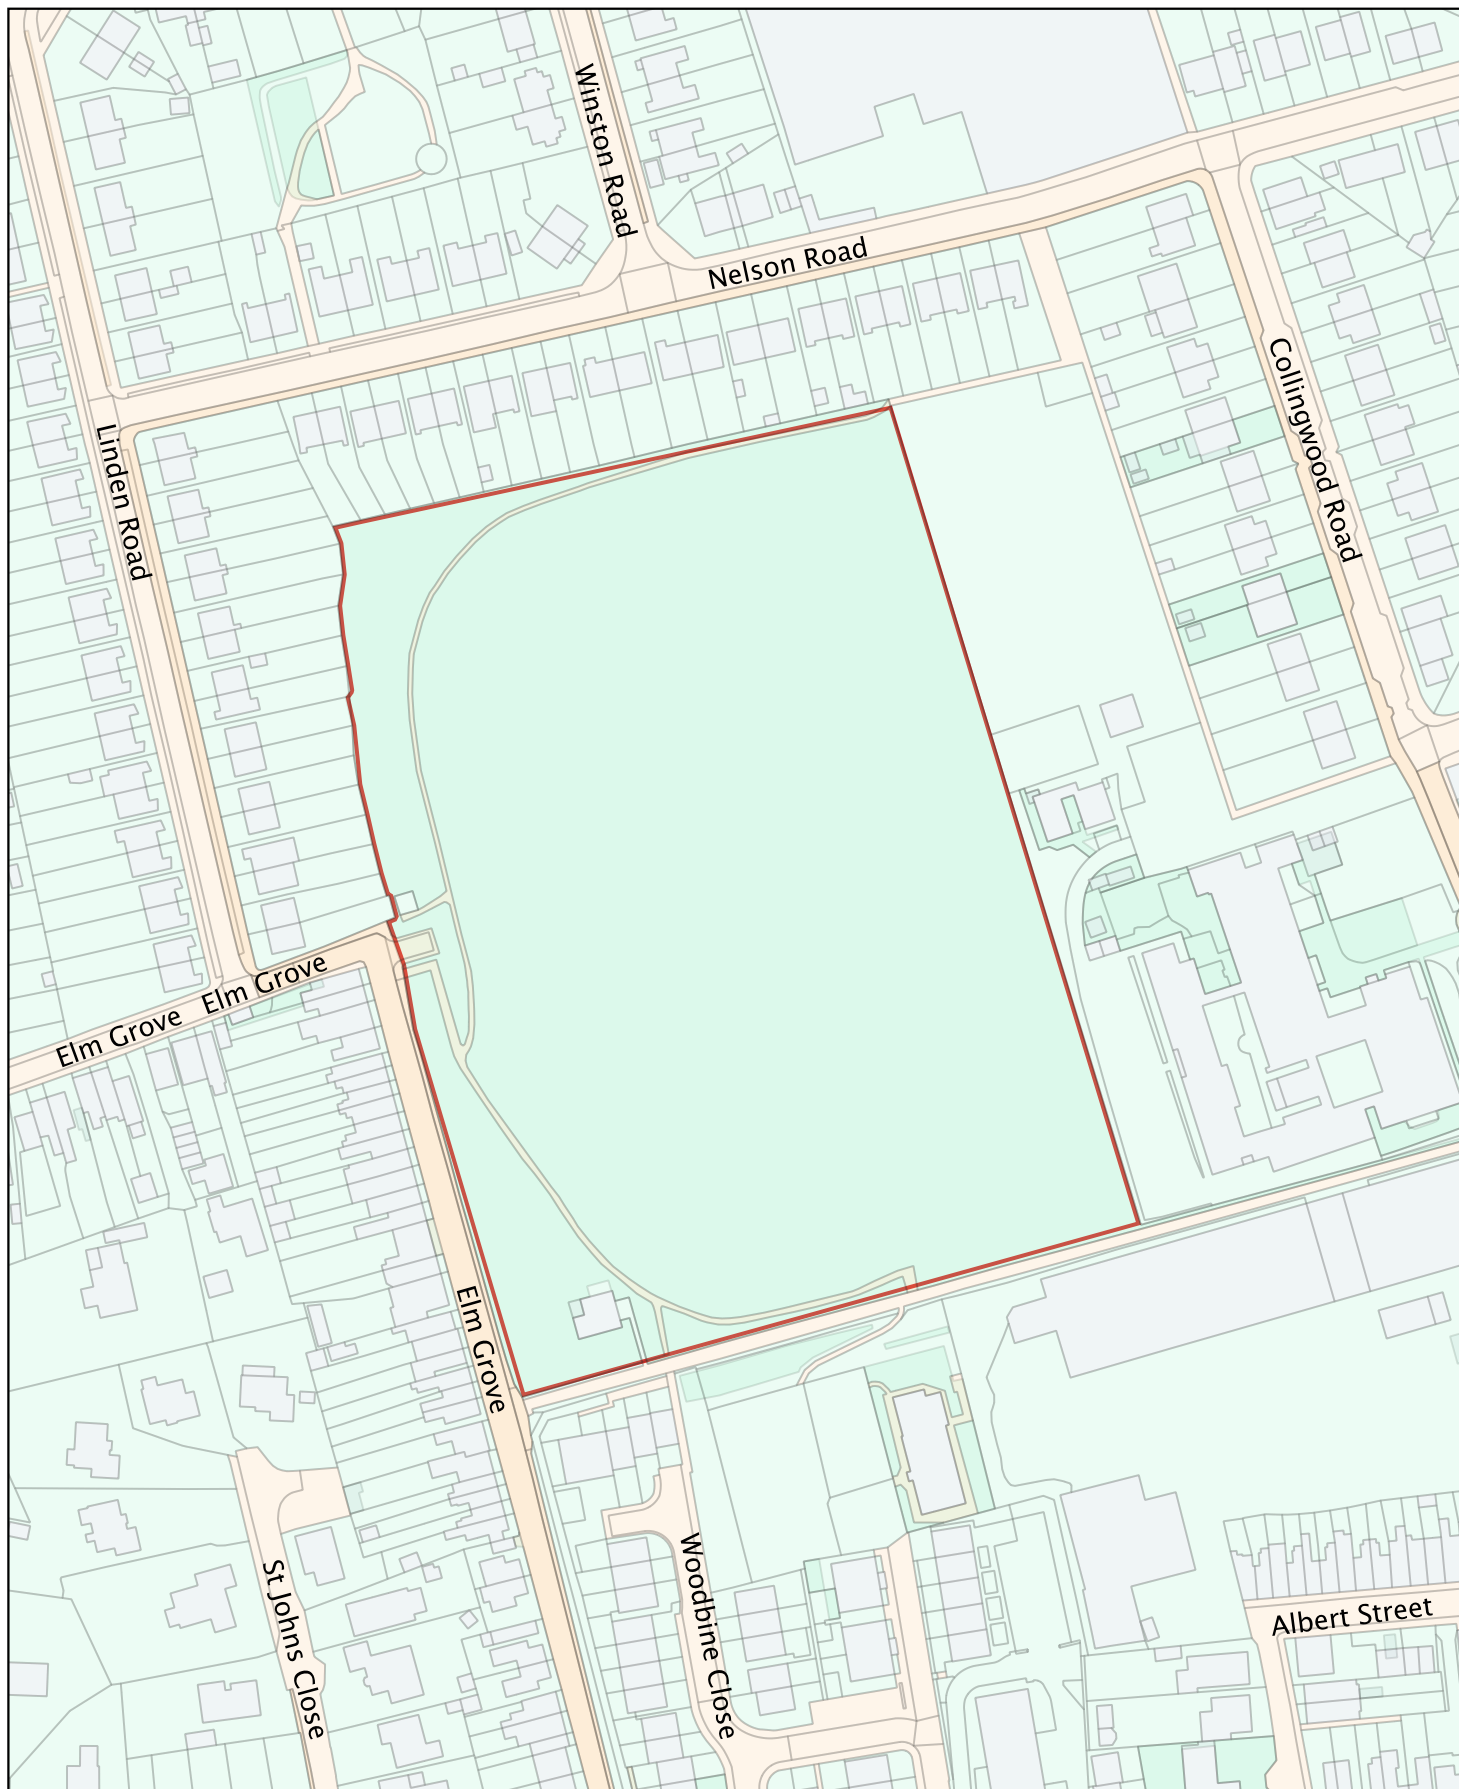 Winston Road
Nelson Road
Collingwood Road
Linden Road
Elm Grove
Elm Grove
Elm Grove
Woodbine Close
St Johns Close
Albert Street